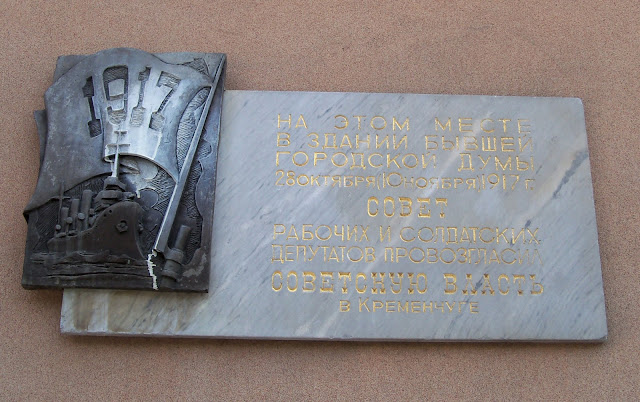 1917
НА ЭТОМ МЕСТЕ
В ЗДАНИИ БЫВШЕЙ
ГОРОДСКОЙ ДУМЫ
28 ОКТЯБРЯ (10 НОЯБРЯ) 1917 г.
СОВЕТ
РАБОЧИХ И СОЛДАТСКИХ
ДЕПУТАТОВ ПРОВОЗГЛАСИЛ
СОВЕТСКУЮ ВЛАСТЬ
В КРЕМЕНЧУГЕ